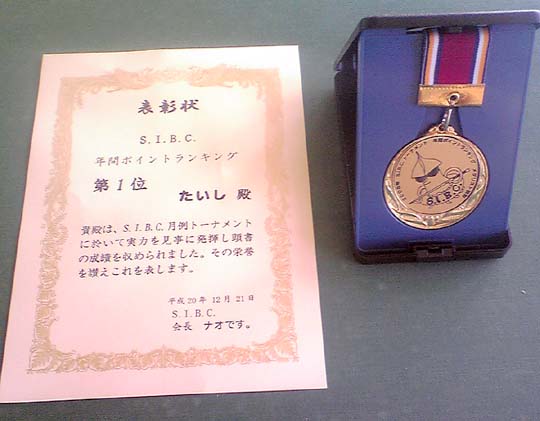 表彰状
S.I.B.C.
年間ポイントランキング
第1位 たいし 殿
貴殿は、S.I.B.C.月例トーナメント
に於いて実力を見事に発揮し頭書
の成績を収められました。その栄誉
を讃えこれを表します。
平成20年 12月 21日
S.I.B.C.
会長 ナオです。
S.I.B.C.